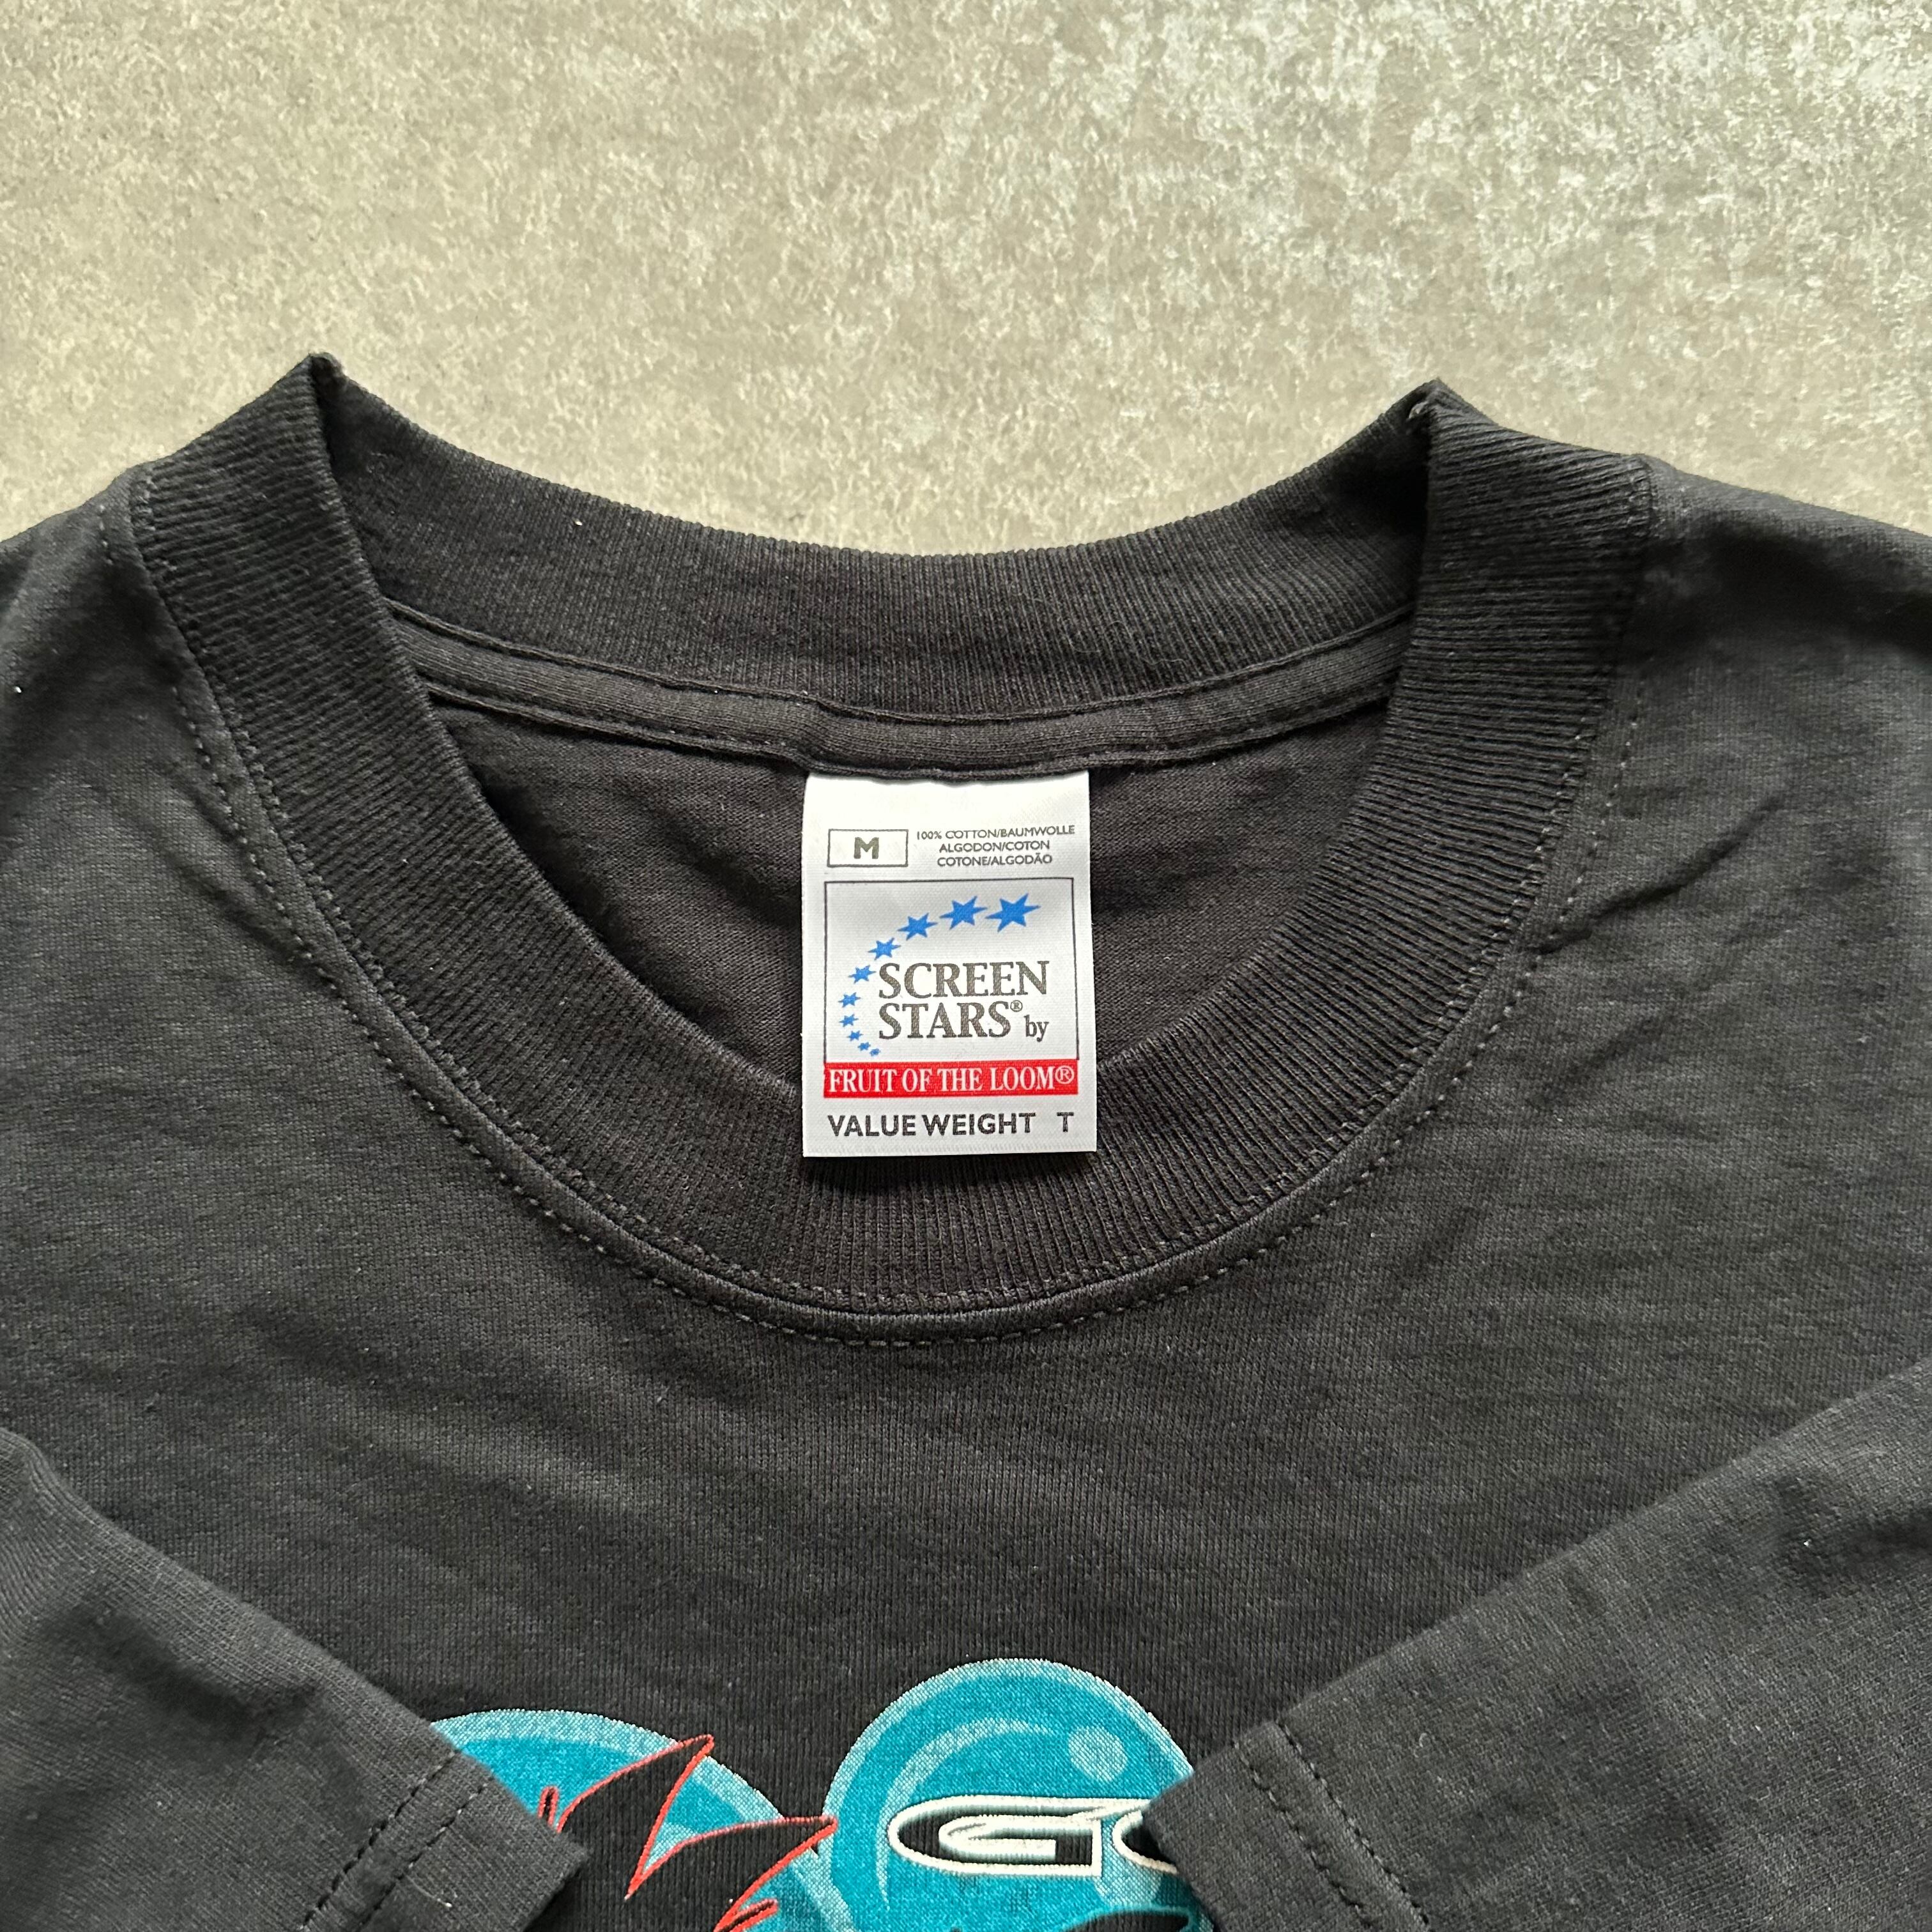 M
100% COTTON/BAUMWOLLE
ALGODON/COTON
COTONE/ALGODÃO
SCREEN
STARS® by
FRUIT OF THE LOOM®
VALUE WEIGHT T